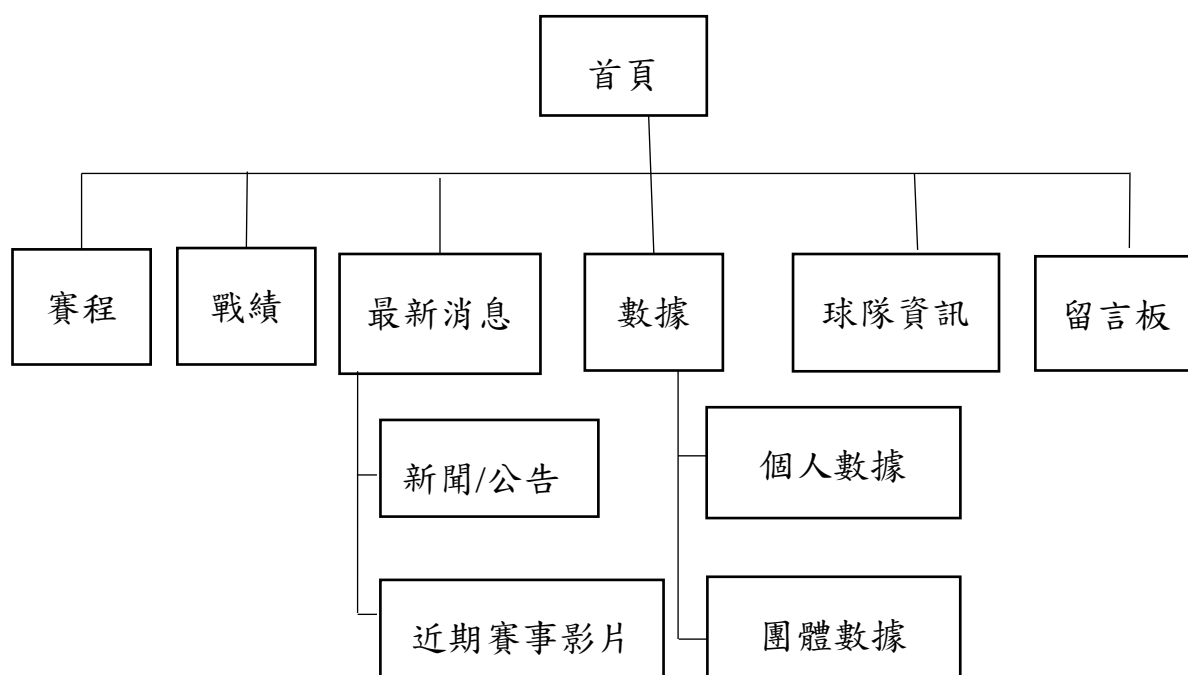 首頁
賽程
戰績
最新消息
數據
球隊資訊
留言板
新聞/公告
個人數據
近期賽事影片
團體數據